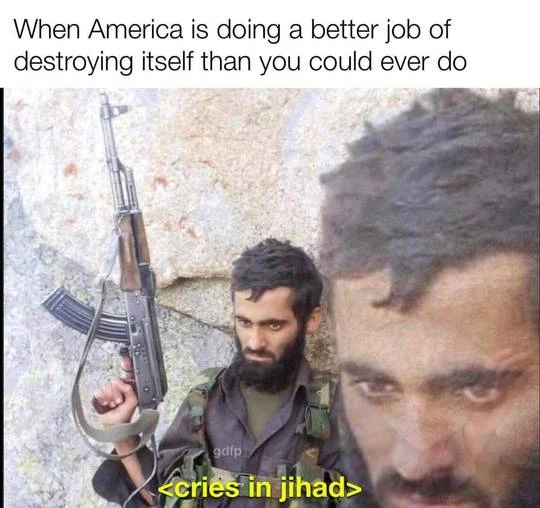 When America is doing a better job of
destroying itself than you could ever do
gdfp
<cries in jihad>